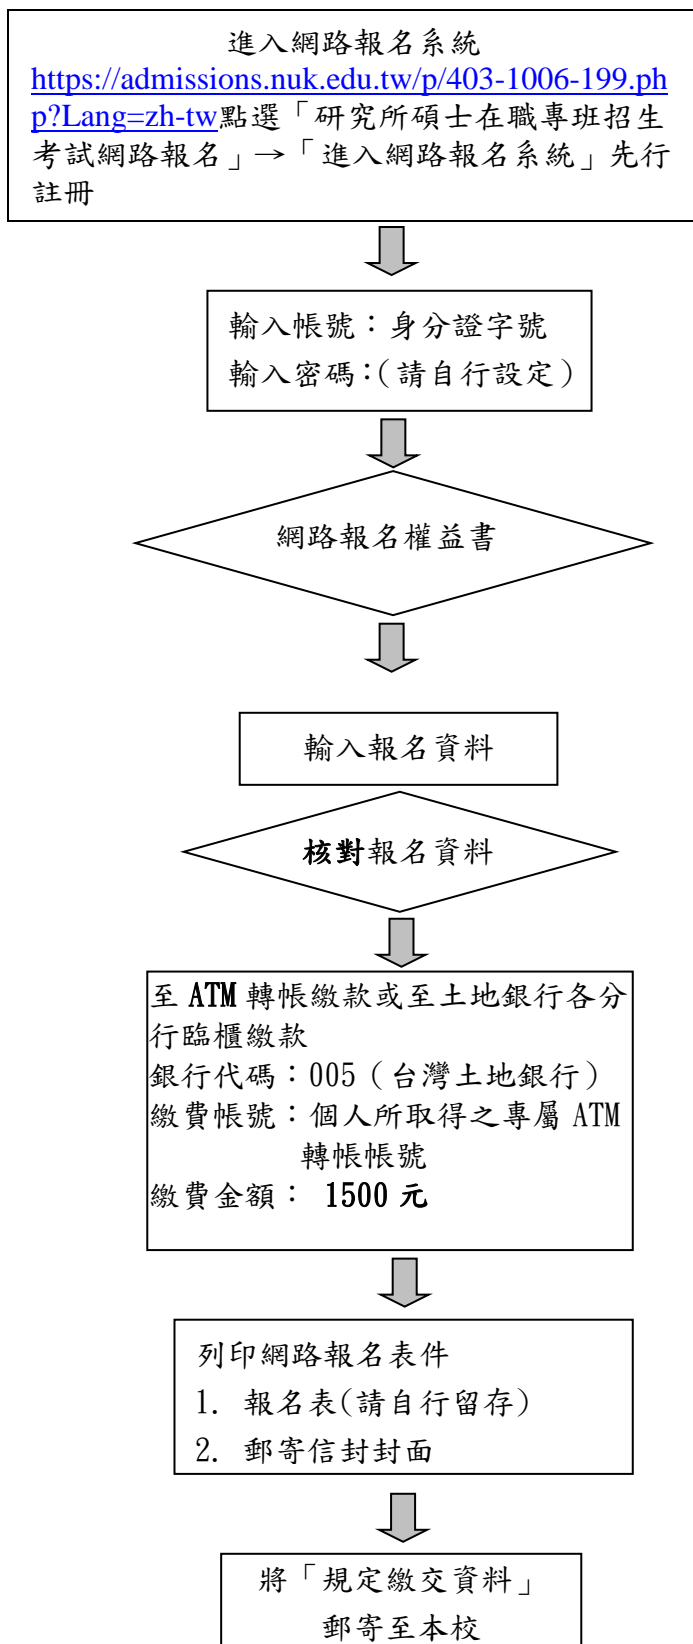 進入網路報名系統
https://admissions.nuk.edu.tw/p/403-1006-199.ph
p?Lang=zh-tw點選「研究所碩士在職專班招生
考試網路報名」→「進入網路報名系統」先行
註冊
輸入帳號：身分證字號
輸入密碼：(請自行設定)
網路報名權益書
輸入報名資料
核對報名資料
至 ATM 轉帳繳款或至土地銀行各分
行臨櫃繳款
銀行代碼：005（台灣土地銀行）
繳費帳號：個人所取得之專屬 ATM
轉帳帳號
繳費金額： 1500 元
列印網路報名表件
1. 報名表(請自行留存)
2. 郵寄信封封面
將「規定繳交資料」
郵寄至本校